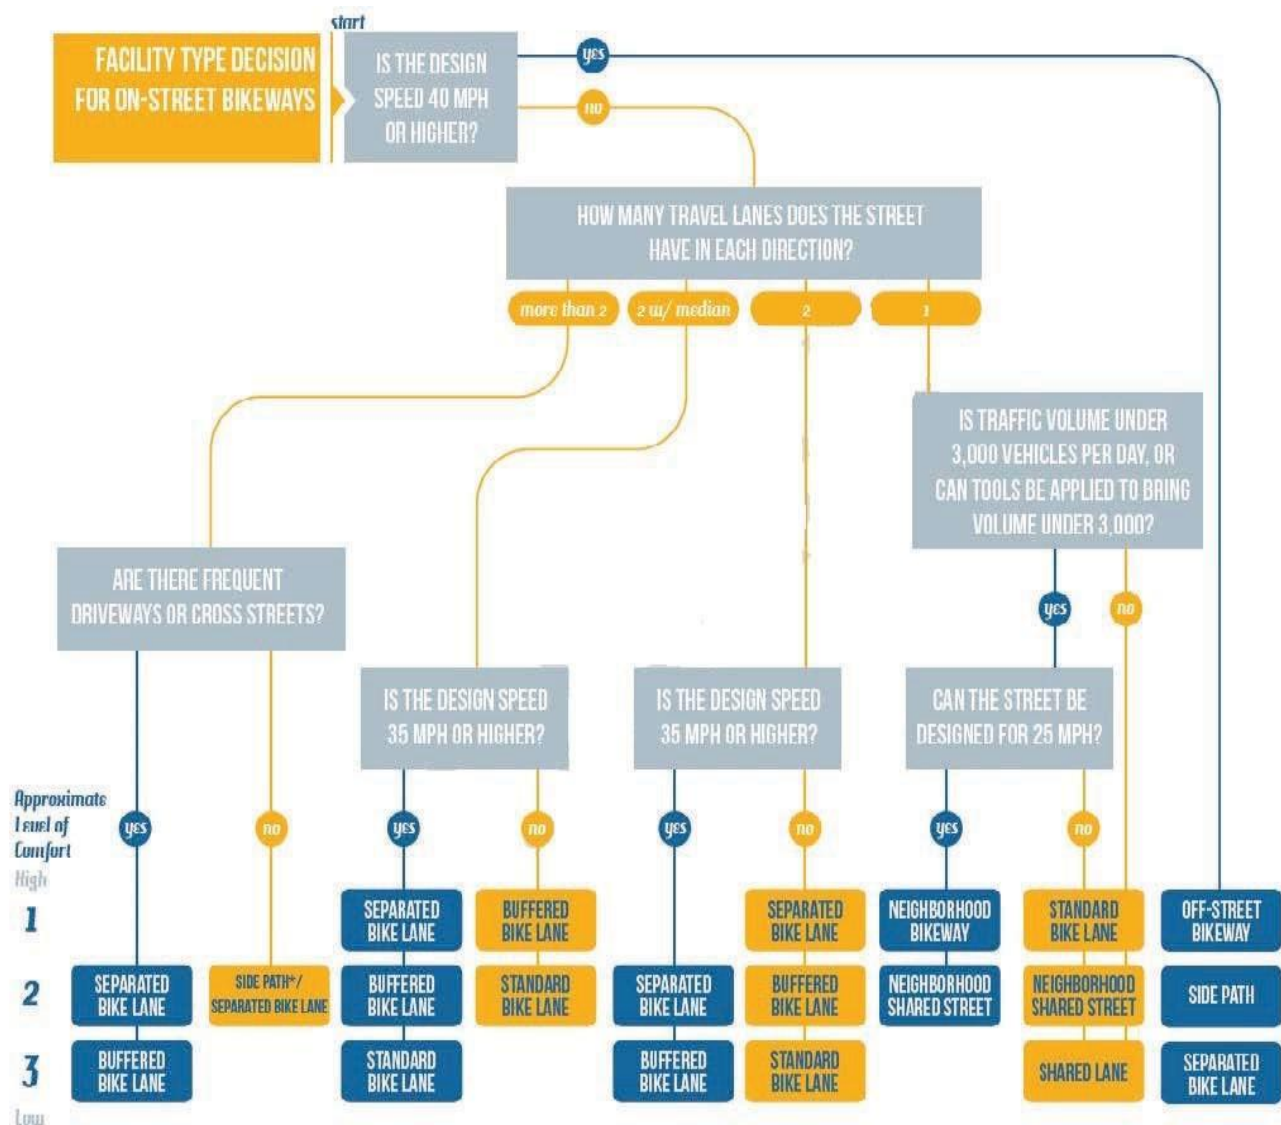 start
FACILITY TYPE DECISION
FOR ON-STREET BIKEWAYS
IS THE DESIGN
SPEED 40 MPH
OR HIGHER?
yes
no
HOW MANY TRAVEL LANES DOES THE STREET
HAVE IN EACH DIRECTION?
more than 2
2 w/ median
2
1
IS TRAFFIC VOLUME UNDER
3,000 VEHICLES PER DAY, OR
CAN TOOLS BE APPLIED TO BRING
VOLUME UNDER 3,000?
ARE THERE FREQUENT
DRIVEWAYS OR CROSS STREETS?
yes
no
IS THE DESIGN SPEED
35 MPH OR HIGHER?
IS THE DESIGN SPEED
35 MPH OR HIGHER?
CAN THE STREET BE
DESIGNED FOR 25 MPH?
Approximate
Level of
Comfort
yes
no
yes
no
yes
no
yes
no
High
1
SEPARATED
BIKE LANE
BUFFERED
BIKE LANE
SEPARATED
BIKE LANE
NEIGHBORHOOD
BIKEWAY
STANDARD
BIKE LANE
OFF-STREET
BIKEWAY
2
SEPARATED
BIKE LANE
SIDE PATH*/
SEPARATED BIKE LANE
BUFFERED
BIKE LANE
STANDARD
BIKE LANE
SEPARATED
BIKE LANE
BUFFERED
BIKE LANE
NEIGHBORHOOD
SHARED STREET
NEIGHBORHOOD
SHARED STREET
SIDE PATH
3
BUFFERED
BIKE LANE
STANDARD
BIKE LANE
BUFFERED
BIKE LANE
STANDARD
BIKE LANE
SHARED LANE
SEPARATED
BIKE LANE
Low